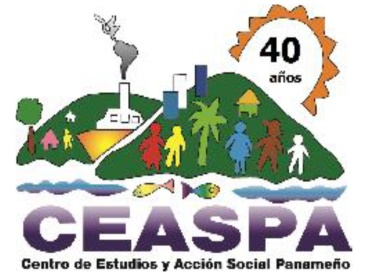 40
años
CEASPA
Centro de Estudios y Acción Social Panameño